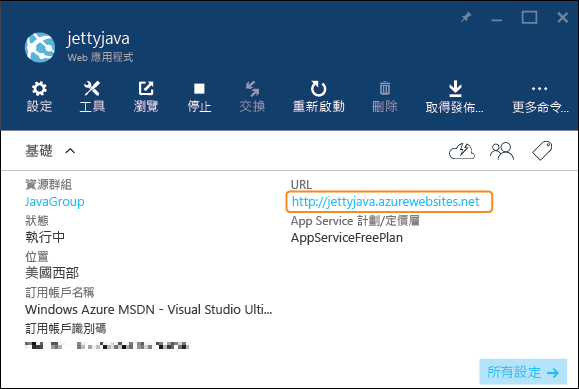 jettyjava
Web 應用程式
設定 工具 瀏覽 停止 交換 重新啟動 刪除 取得發佈... 更多命令...
基礎
資源群組
JavaGroup
狀態
執行中
位置
美國西部
訂用帳戶名稱
Windows Azure MSDN - Visual Studio Ulti...
訂用帳戶識別碼
URL
http://jettyjava.azurewebsites.net
App Service 計劃/定價層
AppServiceFreePlan
所有設定 →